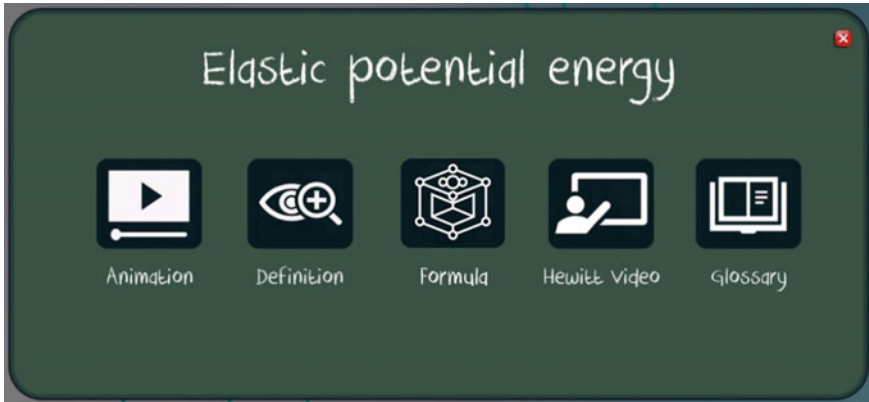 Elastic potential energy
Animation Definition Formula Hewitt Video Glossary